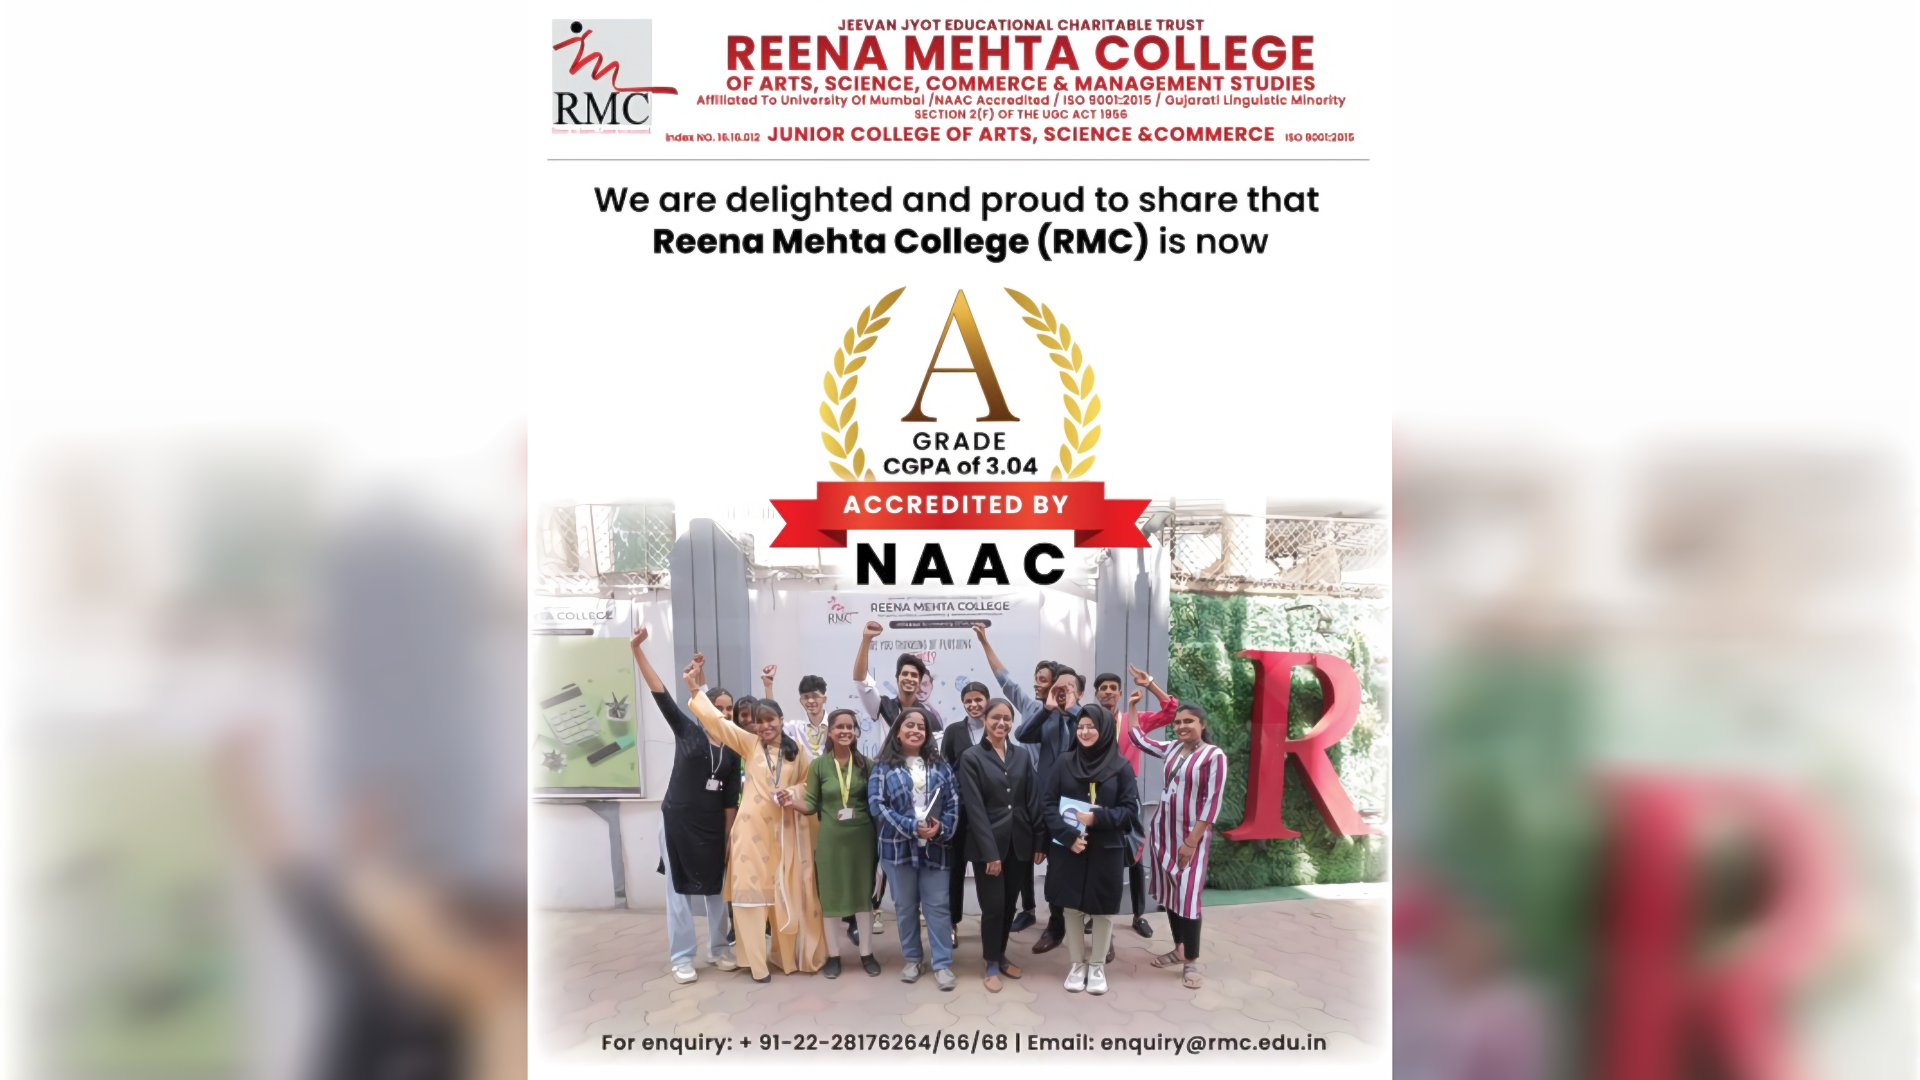 JEEVAN JYOT EDUCATIONAL CHARITABLE TRUST
REENA MEHTA COLLEGE
OF ARTS, SCIENCE, COMMERCE & MANAGEMENT STUDIES
Affiliated To University Of Mumbai /NAAC Accredited / ISO 9001:2015 / Gujarati Linguistic Minority
SECTION 2(F) OF THE UGC ACT 1956
Index NO. 16.16.012 JUNIOR COLLEGE OF ARTS, SCIENCE &COMMERCE ISO 9001:2015
RMC
We are delighted and proud to share that
Reena Mehta College (RMC) is now
A
GRADE
CGPA of 3.04
ACCREDITED BY
NAAC
RMC
REENA MEHTA COLLEGE
COLLEGE
R
For enquiry: + 91-22-28176264/66/68 | Email: enquiry@rmc.edu.in